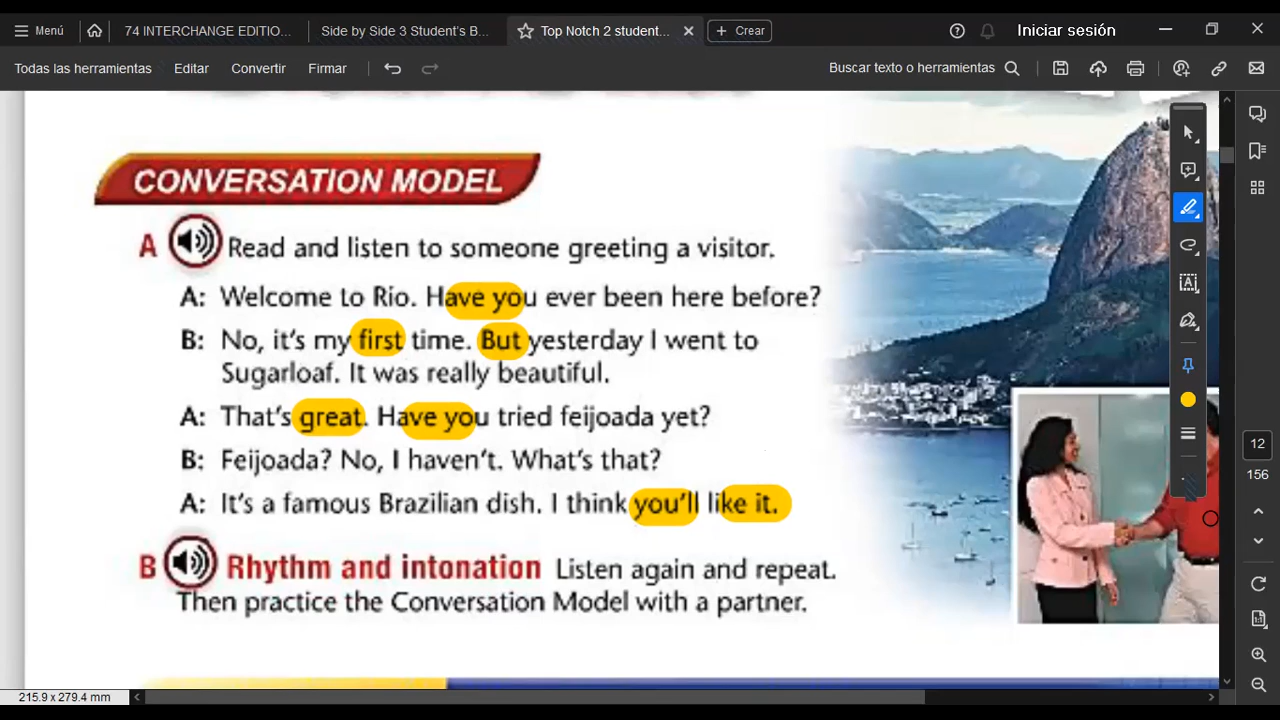 Menú
74 INTERCHANGE EDITIO...
Side by Side 3 Student's B...
Top Notch 2 student...
Crear
Iniciar sesión
Todas las herramientas
Editar
Convertir
Firmar
Buscar texto o herramientas
CONVERSATION MODEL
A Read and listen to someone greeting a visitor.
A: Welcome to Rio. Have you ever been here before?
B: No, it's my first time. But yesterday I went to
Sugarloaf. It was really beautiful.
A: That's great. Have you tried feijoada yet?
B: Feijoada? No, I haven't. What's that?
A: It's a famous Brazilian dish. I think you'll like it.
B Rhythm and intonation Listen again and repeat.
Then practice the Conversation Model with a partner.
12
156
215.9 x 279.4 mm